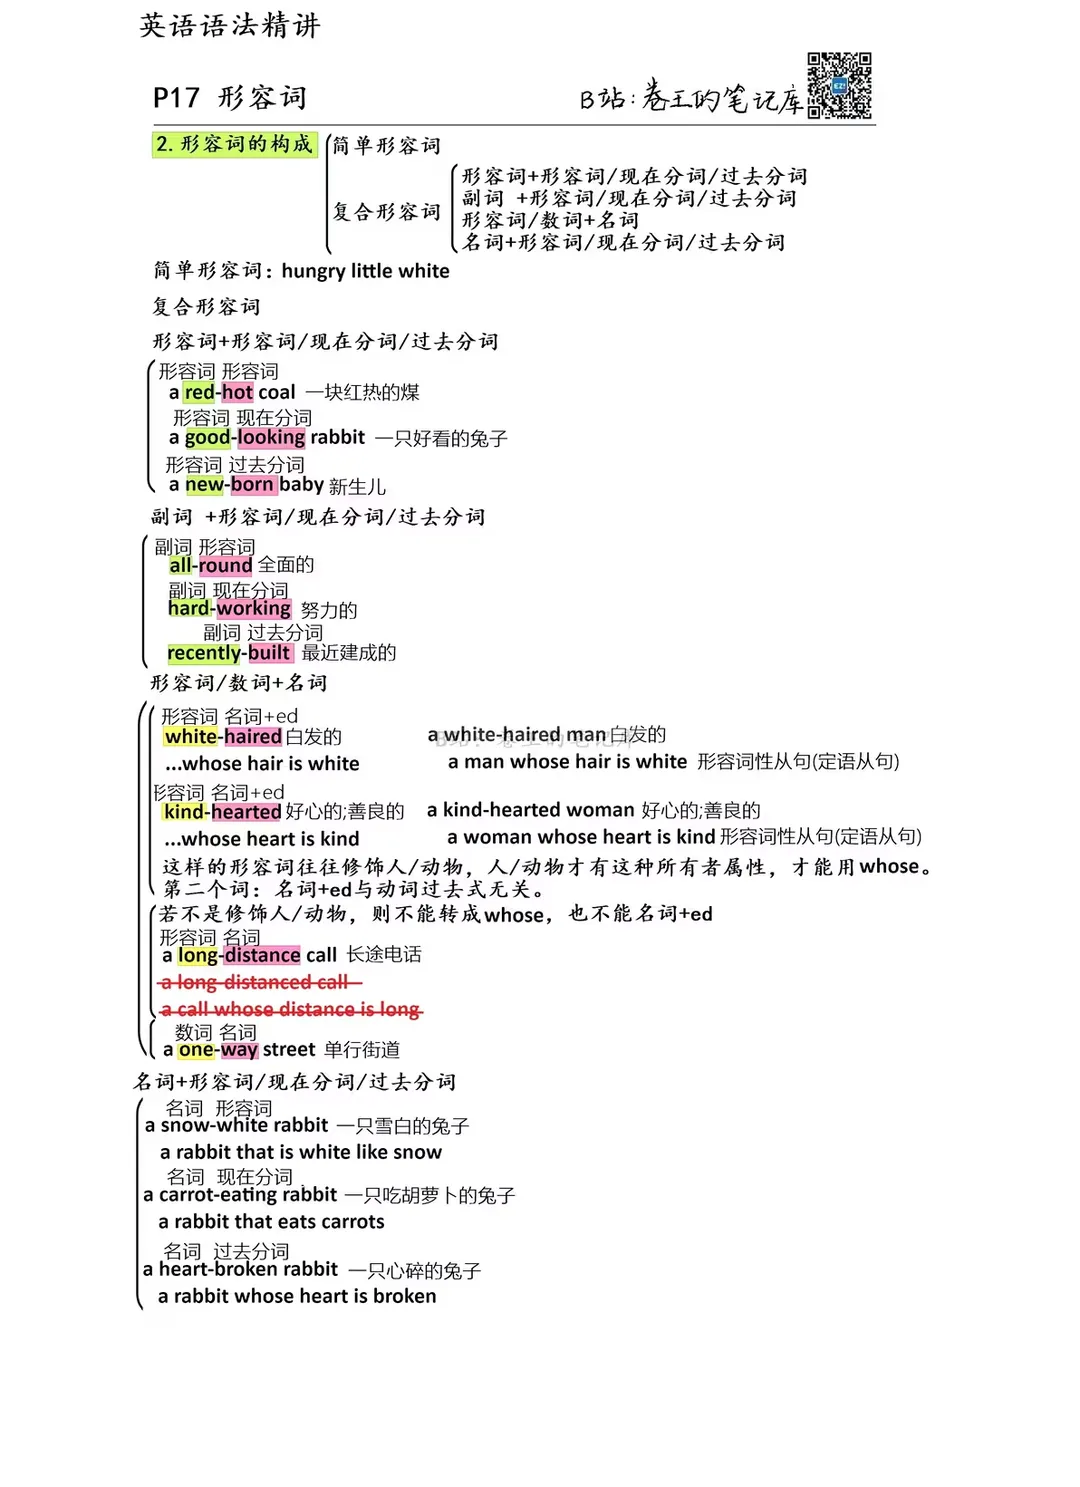 英语语法精讲
P17 形容词
B站:卷王的笔记库
2.形容词的构成
简单形容词
复合形容词
形容词+形容词/现在分词/过去分词
副词 +形容词/现在分词/过去分词
形容词/数词+名词
名词+形容词/现在分词/过去分词
简单形容词：hungry little white
复合形容词
形容词+形容词/现在分词/过去分词
形容词 形容词
a red-hot coal 一块红热的煤
形容词 现在分词
a good-looking rabbit 一只好看的兔子
形容词 过去分词
a new-born baby 新生儿
副词 +形容词/现在分词/过去分词
副词 形容词
all-round 全面的
副词 现在分词
hard-working 努力的
副词 过去分词
recently-built 最近建成的
形容词/数词+名词
形容词 名词+ed
white-haired 白发的 a white-haired man 白发的
B站：卷王的笔记库
...whose hair is white a man whose hair is white 形容词性从句(定语从句)
形容词 名词+ed
kind-hearted 好心的;善良的 a kind-hearted woman 好心的;善良的
...whose heart is kind a woman whose heart is kind 形容词性从句(定语从句)
这样的形容词往往修饰人/动物，人/动物才有这种所有者属性，才能用whose。
第二个词：名词+ed与动词过去式无关。
若不是修饰人/动物，则不能转成whose，也不能名词+ed
形容词 名词
a long-distance call 长途电话
a long-distanced call
a call whose distance is long
数词 名词
a one-way street 单行街道
名词+形容词/现在分词/过去分词
名词 形容词
a snow-white rabbit 一只雪白的兔子
a rabbit that is white like snow
名词 现在分词
a carrot-eating rabbit 一只吃胡萝卜的兔子
a rabbit that eats carrots
名词 过去分词
a heart-broken rabbit 一只心碎的兔子
a rabbit whose heart is broken